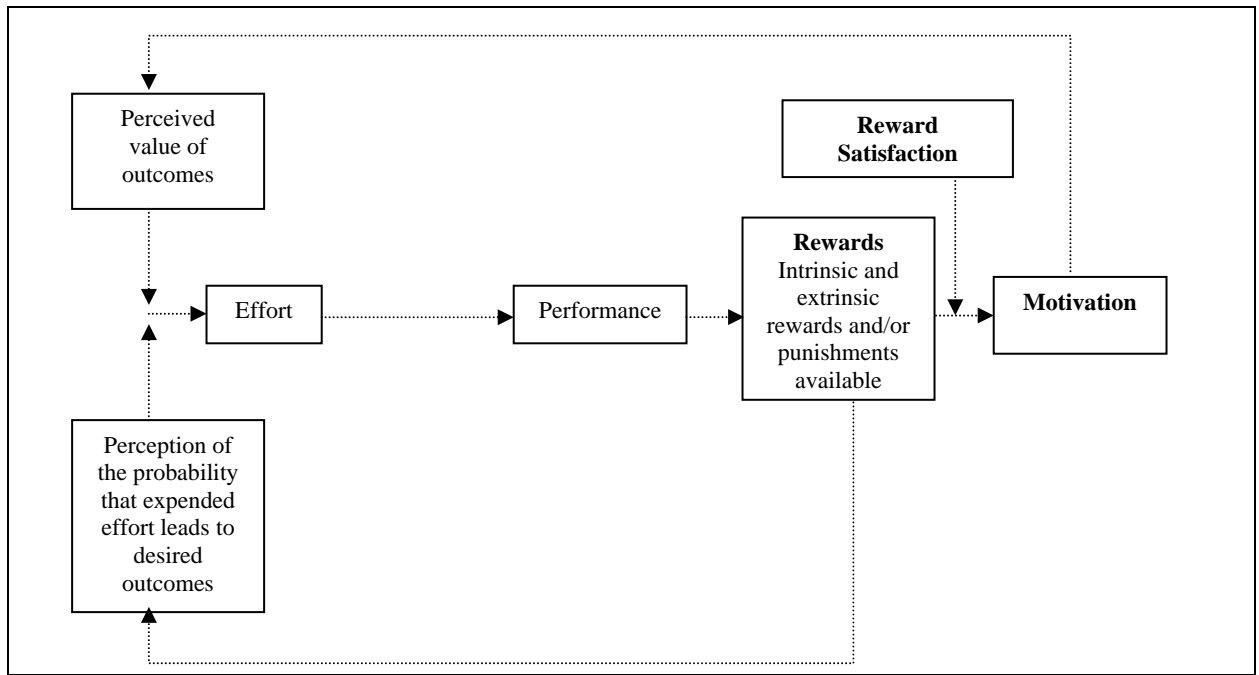 Perceived
value of
outcomes
Reward
Satisfaction
Effort
Performance
Rewards
Intrinsic and
extrinsic
rewards and/or
punishments
available
Motivation
Perception of
the probability
that expended
effort leads to
desired
outcomes